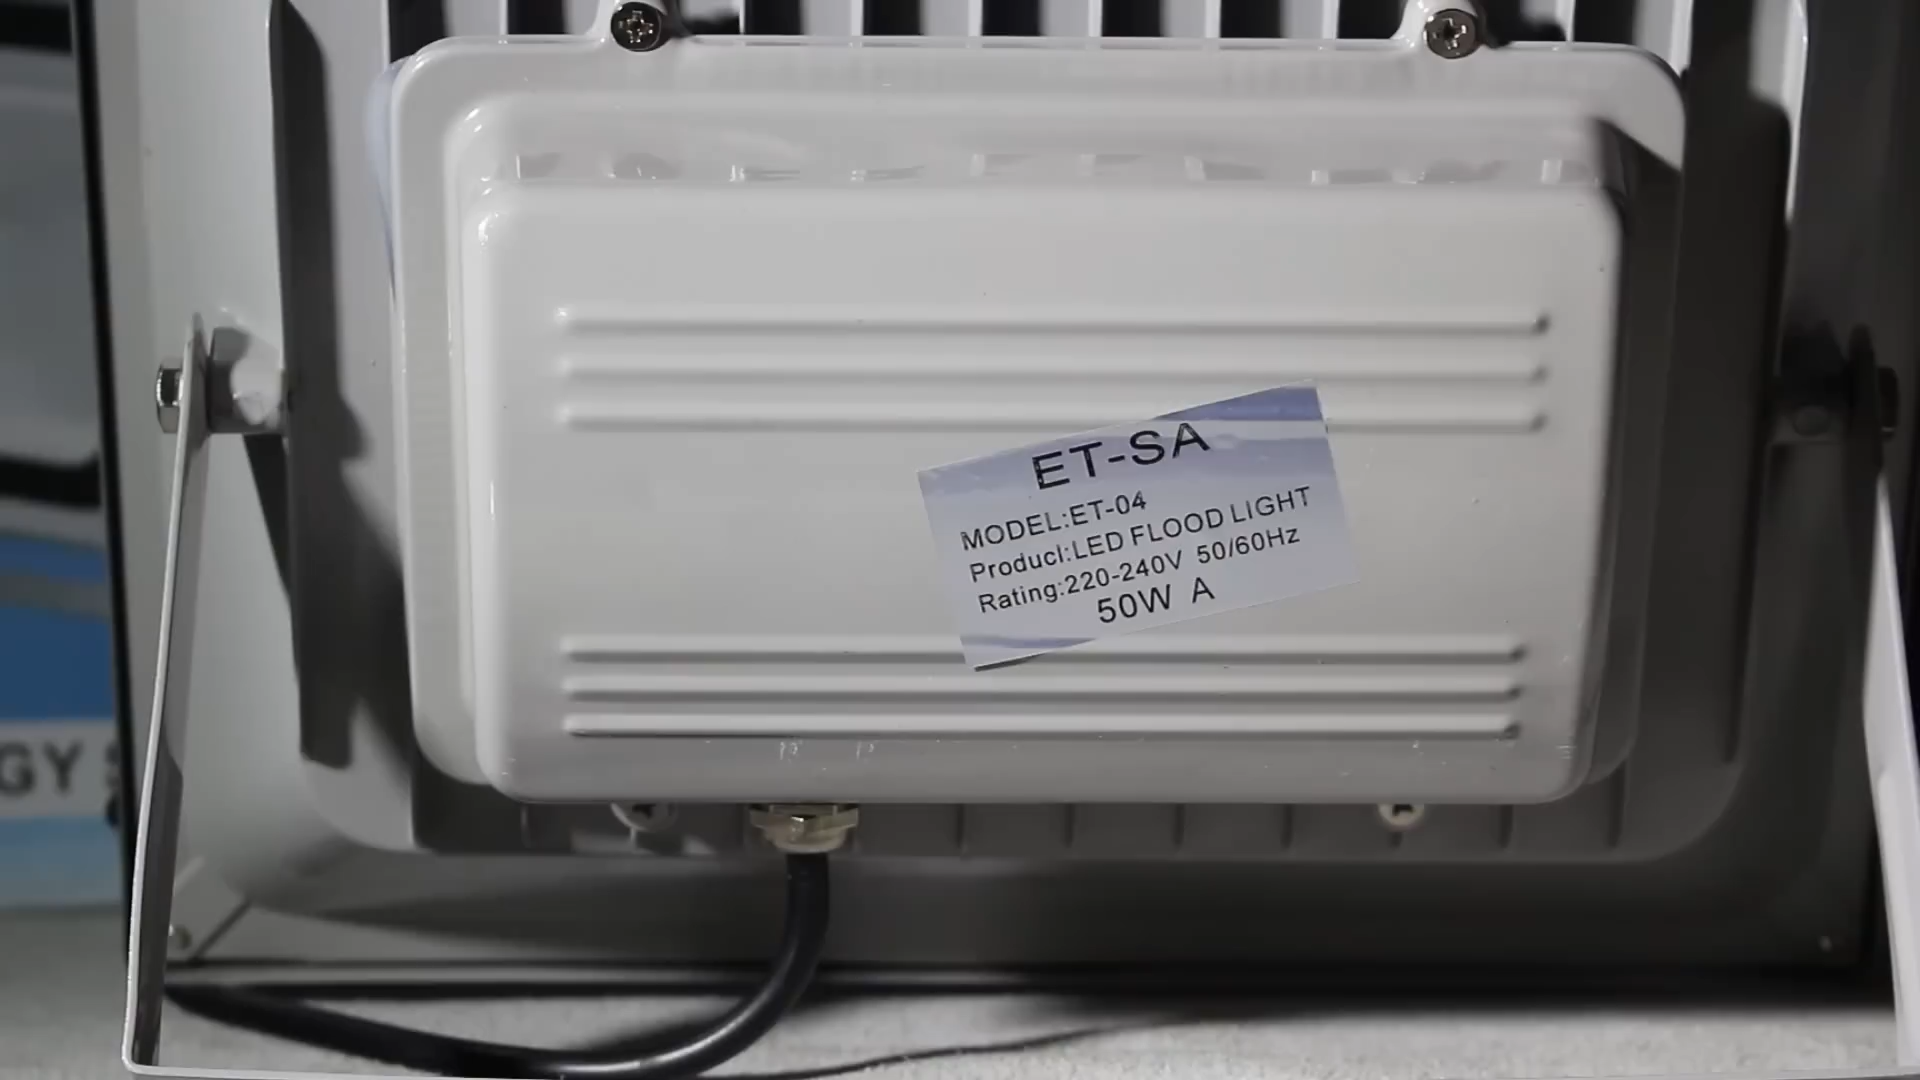 ET-SA
MODEL:ET-04
Producl:LED FLOOD LIGHT
Rating:220-240V 50/60Hz
50W A
GY